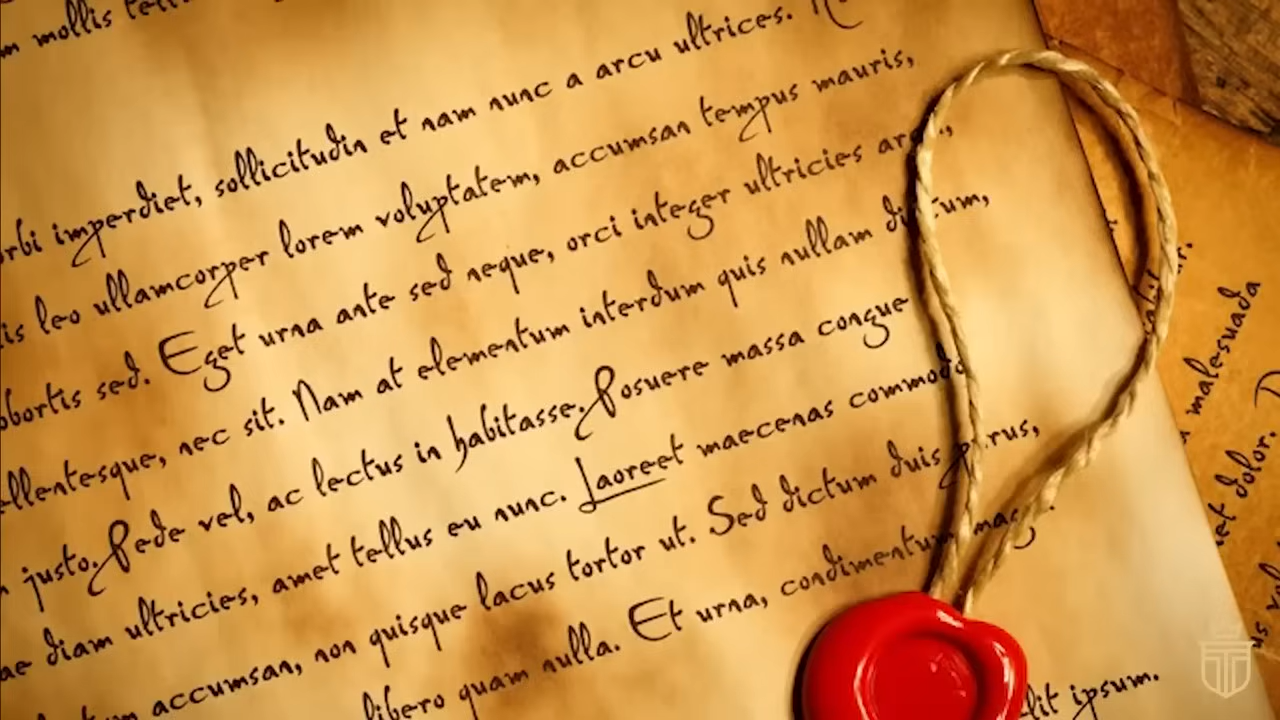 mollis
imperdiet, sollicitudin et nam nunc a arcu ultrices.
leo ullamcorper lorem voluptatem, accumsan tempus mauris,
sed. Eget urna ante sed neque, orci integer ultricies
nec sit. Nam at elementum interdum quis nullam
justo. Pede vel, ac lectus in habitasse. Posuere massa congue
diam ultricies, amet tellus eu nunc. Laoreet maecenas commodo
accumsan, non quisque lacus tortor ut. Sed dictum duis
libero quam nulla. Et urna, condimentum
ipsum.
malesuada
et dolor.